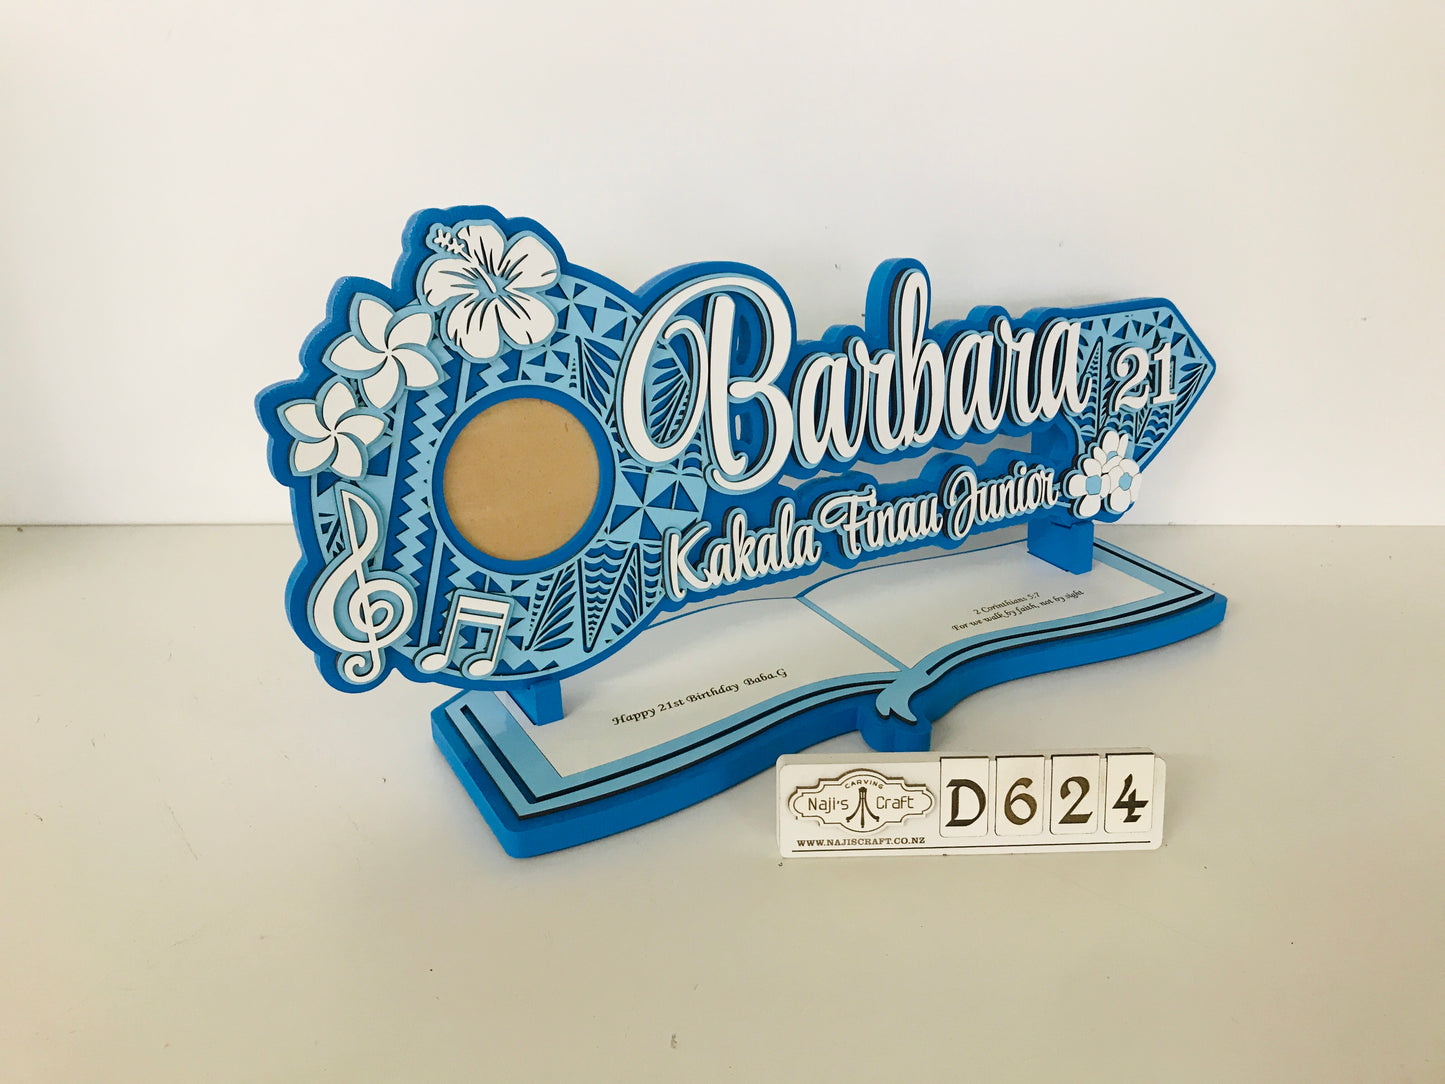 Barbara
21
Kakala Finau Junior
2 Corinthians 5:7
For we walk by faith, not by sight
Happy 21st Birthday Baba.G
CARVING
Naji's Craft
WWW.NAJISCRAFT.CO.NZ
D624